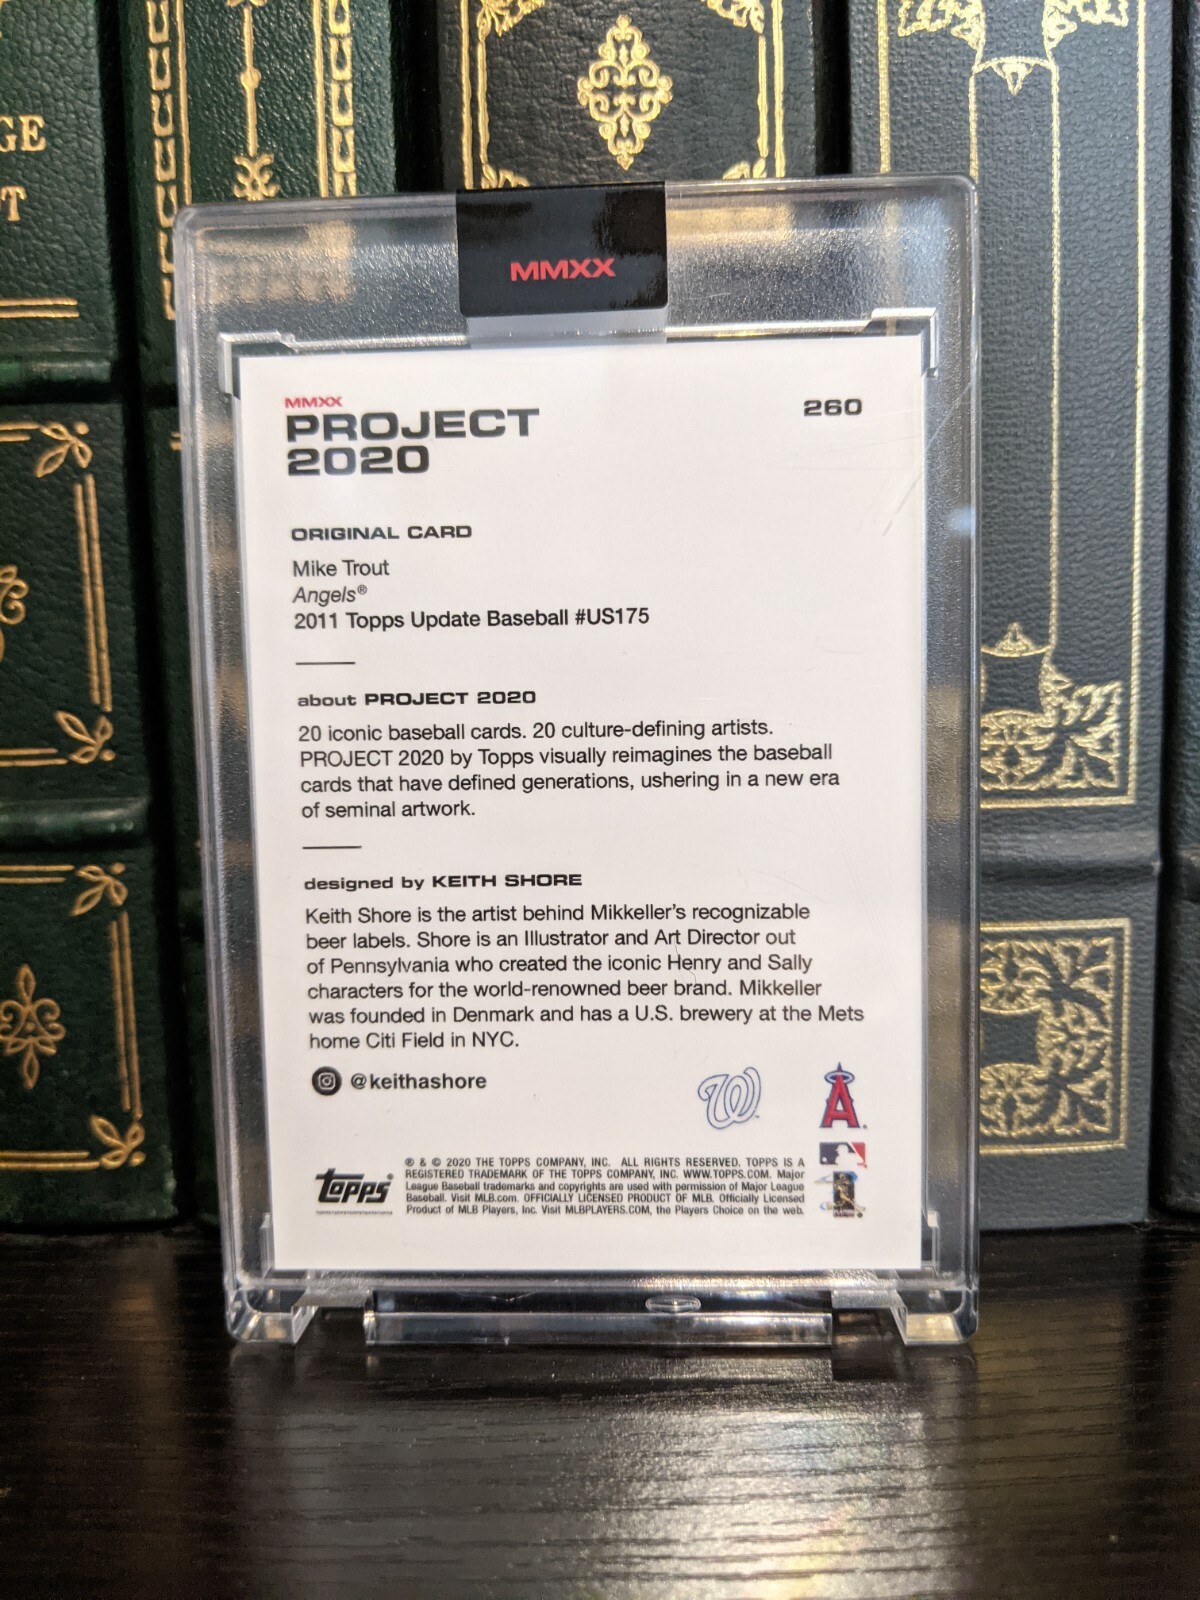 GE
T
MMXX
MMXX
PROJECT
2020
260
ORIGINAL CARD
Mike Trout
Angels®
2011 Topps Update Baseball #US175
about PROJECT 2020
20 iconic baseball cards. 20 culture-defining artists.
PROJECT 2020 by Topps visually reimagines the baseball
cards that have defined generations, ushering in a new era
of seminal artwork.
designed by KEITH SHORE
Keith Shore is the artist behind Mikkeller's recognizable
beer labels. Shore is an Illustrator and Art Director out
of Pennsylvania who created the iconic Henry and Sally
characters for the world-renowned beer brand. Mikkeller
was founded in Denmark and has a U.S. brewery at the Mets
home Citi Field in NYC.
@keithashore
W
A
Topps
® & © 2020 THE TOPPS COMPANY, INC. ALL RIGHTS RESERVED. TOPPS IS A
REGISTERED TRADEMARK OF THE TOPPS COMPANY, INC. WWW.TOPPS.COM. Major
League Baseball trademarks and copyrights are used with permission of Major League
Baseball. Visit MLB.com. OFFICIALLY LICENSED PRODUCT OF MLB. Officially Licensed
Product of MLB Players, Inc. Visit MLBPLAYERS.COM, the Players Choice on the web.